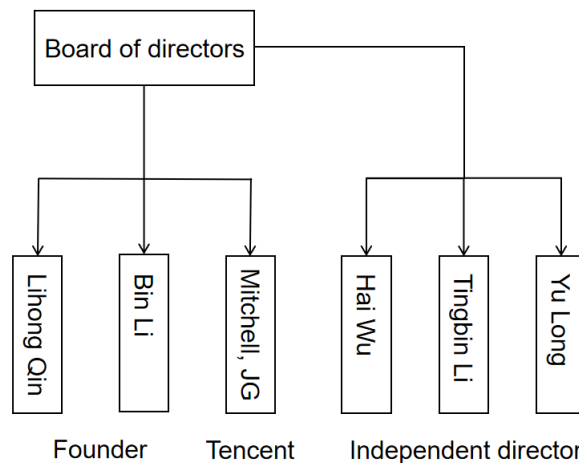 Board of directors
Lihong Qin
Bin Li
Mitchell, JG
Hai Wu
Tingbin Li
Yu Long
Founder
Tencent
Independent director